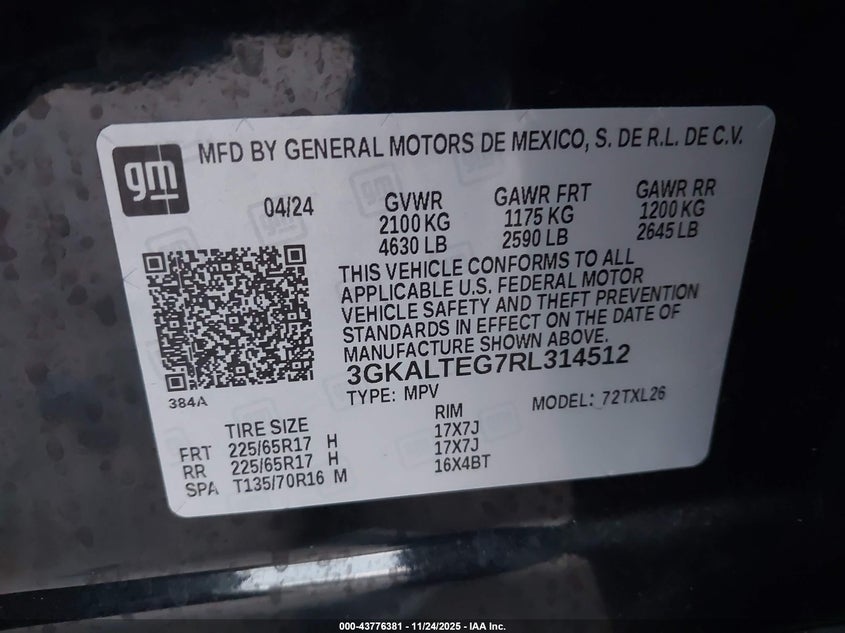 gm
MFD BY GENERAL MOTORS DE MEXICO, S. DE R.L. DE C.V.
04/24 GVWR GAWR FRT GAWR RR
2100 KG 1175 KG 1200 KG
4630 LB 2590 LB 2645 LB
THIS VEHICLE CONFORMS TO ALL
APPLICABLE U.S. FEDERAL MOTOR
VEHICLE SAFETY AND THEFT PREVENTION
STANDARDS IN EFFECT ON THE DATE OF
MANUFACTURE SHOWN ABOVE.
3GKALTEG7RL314512
384A TYPE: MPV MODEL: 72TXL26
TIRE SIZE RIM
FRT 225/65R17 H 17X7J
RR 225/65R17 H 17X7J
SPA T135/70R16 M 16X4BT
000-43776381 - 11/24/2025 - IAA Inc.